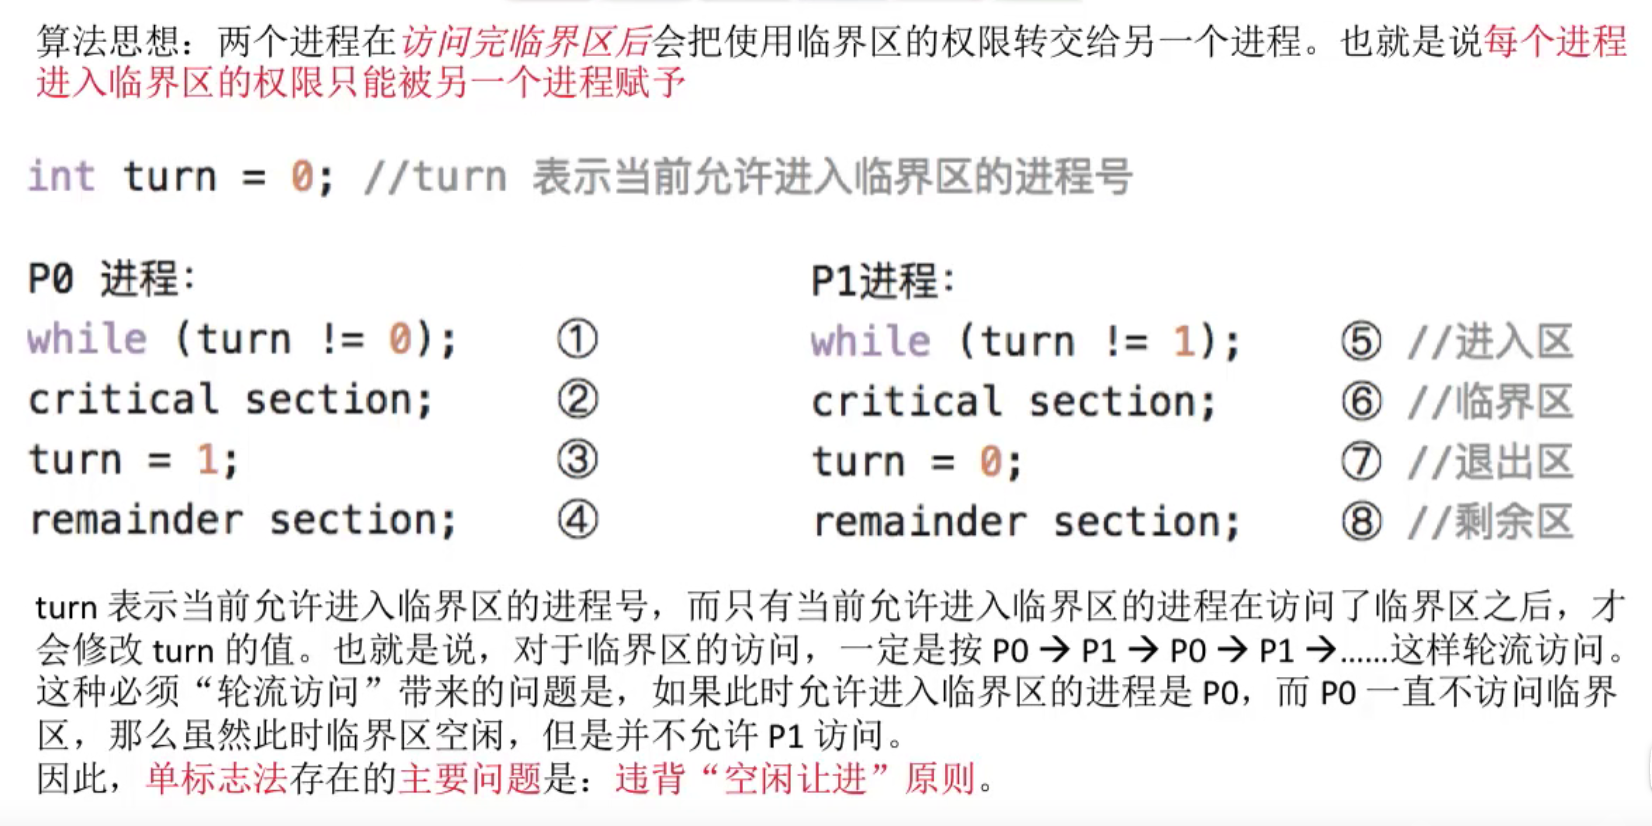 算法思想：两个进程在访问完临界区后会把使用临界区的权限转交给另一个进程。也就是说每个进程
进入临界区的权限只能被另一个进程赋予
int turn = 0; //turn 表示当前允许进入临界区的进程号
P0 进程：
while (turn != 0); ①
critical section; ②
turn = 1; ③
remainder section; ④
P1进程：
while (turn != 1); ⑤ //进入区
critical section; ⑥ //临界区
turn = 0; ⑦ //退出区
remainder section; ⑧ //剩余区
turn 表示当前允许进入临界区的进程号，而只有当前允许进入临界区的进程在访问了临界区之后，才
会修改 turn 的值。也就是说，对于临界区的访问，一定是按 P0 → P1 → P0 → P1 →……这样轮流访问。
这种必须“轮流访问”带来的问题是，如果此时允许进入临界区的进程是 P0，而 P0 一直不访问临界
区，那么虽然此时临界区空闲，但是并不允许 P1 访问。
因此，单标志法存在的主要问题是：违背“空闲让进”原则。